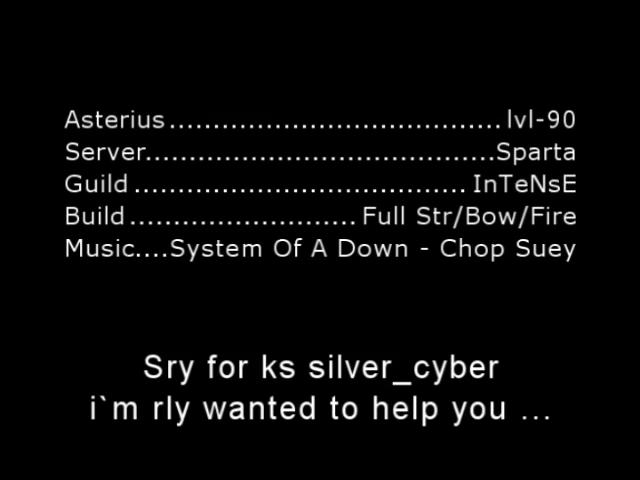 Asterius......................................lvl-90
Server........................................Sparta
Guild......................................InTeNsE
Build..........................Full Str/Bow/Fire
Music....System Of A Down - Chop Suey
Sry for ks silver_cyber
i`m rly wanted to help you ...